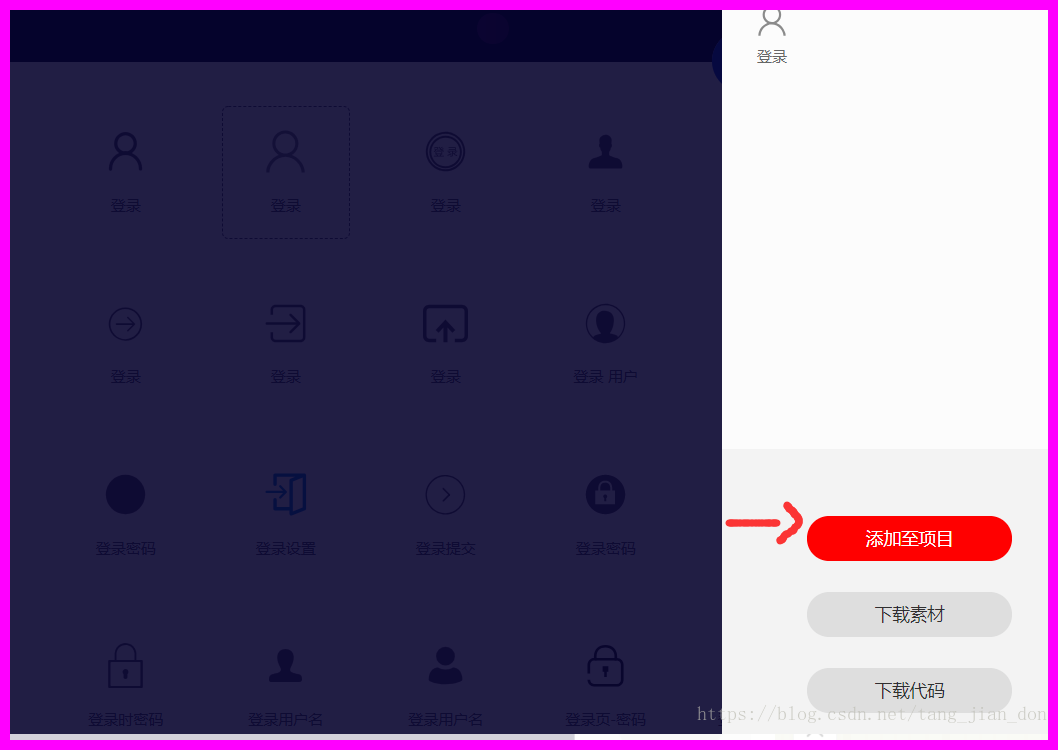 登录
登录
登录
登 录
登录
登录
登录
登录
登录
登录 用户
登录密码
登录设置
登录提交
登录密码
添加至项目
下载素材
下载代码
登录时密码
登录用户名
登录用户名
登录页-密码
https://blog.csdn.net/tang_jian_don